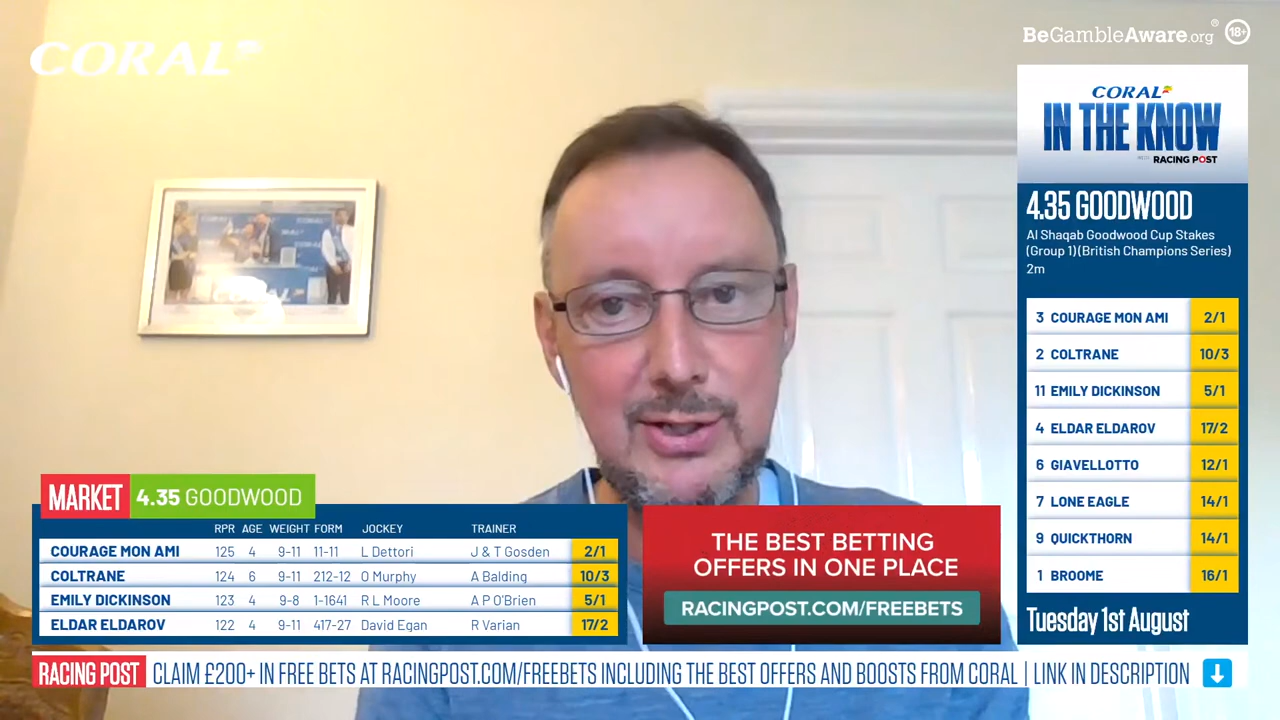 CORAL
BeGambleAware.org® 18+
CORAL
IN THE KNOW
WITH RACING POST
4.35 GOODWOOD
Al Shaqab Goodwood Cup Stakes
(Group 1)(British Champions Series)
2m
3 COURAGE MON AMI 2/1
2 COLTRANE 10/3
11 EMILY DICKINSON 5/1
4 ELDAR ELDAROV 17/2
6 GIAVELLOTTO 12/1
7 LONE EAGLE 14/1
9 QUICKTHORN 14/1
1 BROOME 16/1
Tuesday 1st August
MARKET 4.35 GOODWOOD
RPR AGE WEIGHT FORM JOCKEY TRAINER
COURAGE MON AMI 125 4 9-11 11-11 L Dettori J & T Gosden 2/1
COLTRANE 124 6 9-11 212-12 O Murphy A Balding 10/3
EMILY DICKINSON 123 4 9-8 1-1641 R L Moore A P O'Brien 5/1
ELDAR ELDAROV 122 4 9-11 417-27 David Egan R Varian 17/2
THE BEST BETTING
OFFERS IN ONE PLACE
RACINGPOST.COM/FREEBETS
RACING POST CLAIM £200+ IN FREE BETS AT RACINGPOST.COM/FREEBETS INCLUDING THE BEST OFFERS AND BOOSTS FROM CORAL | LINK IN DESCRIPTION